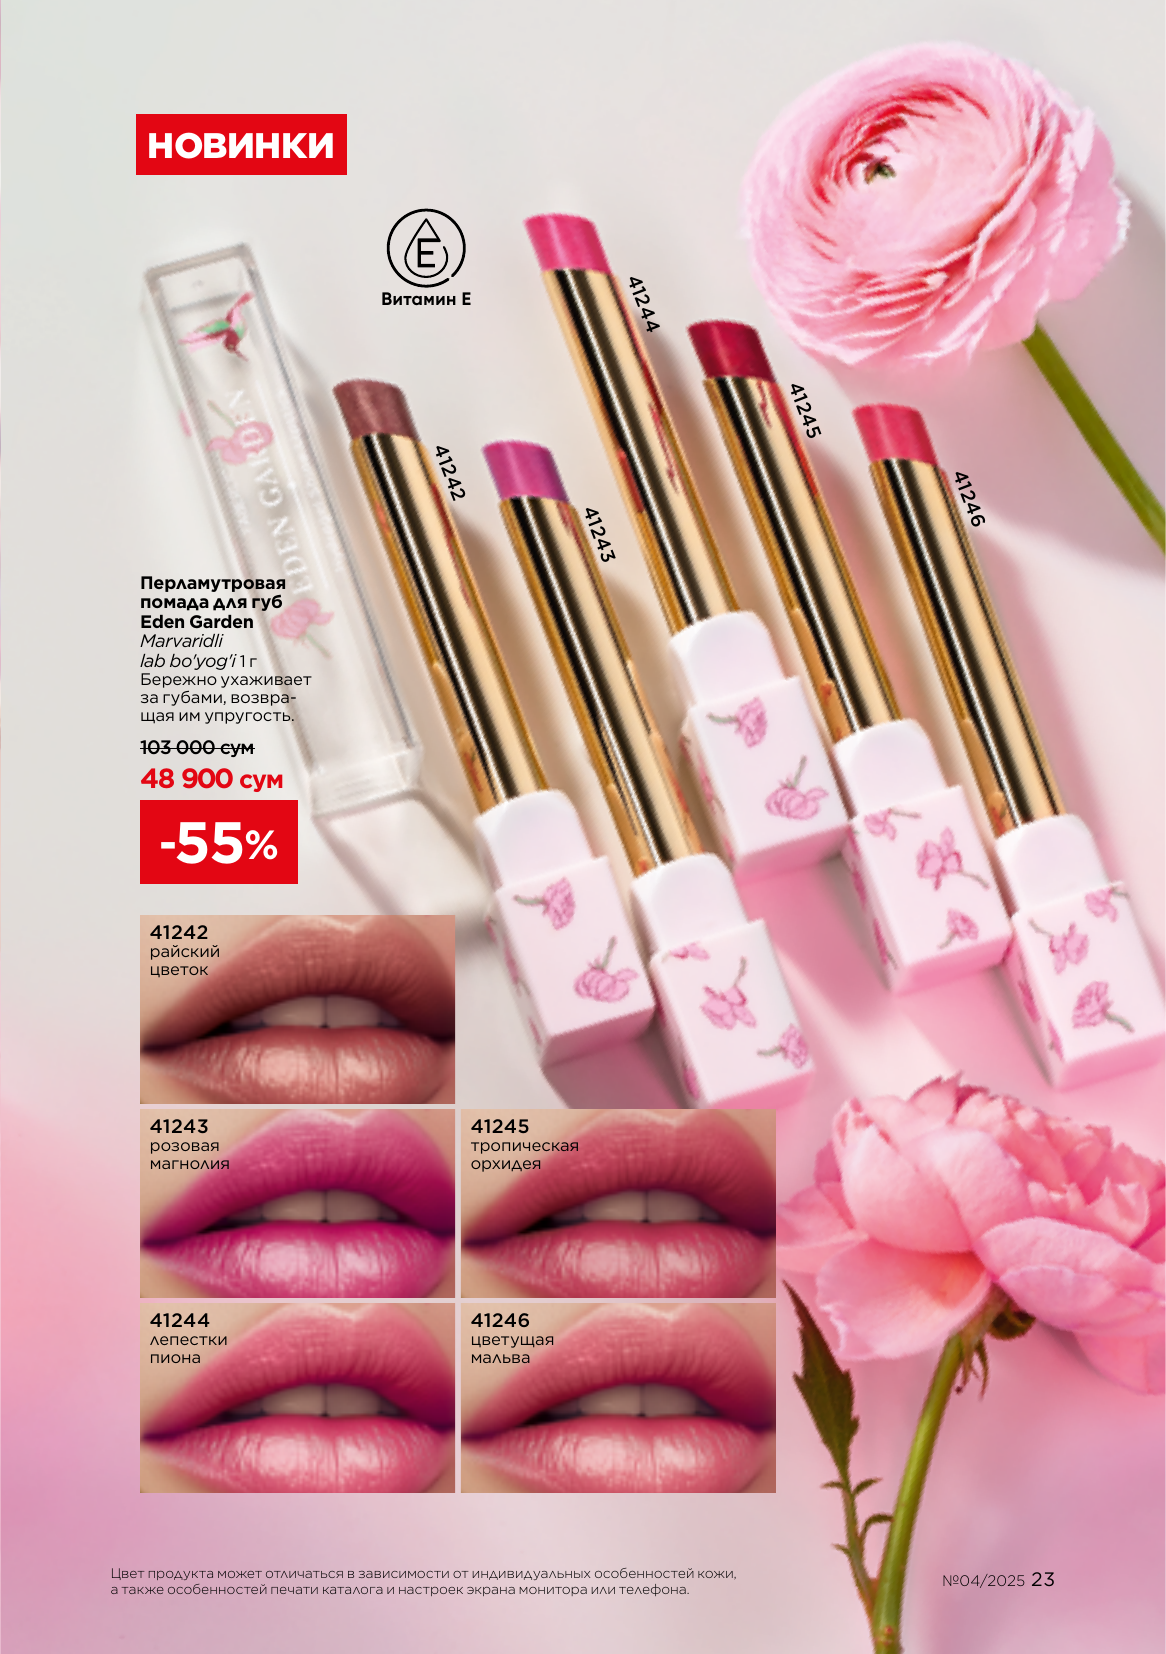 НОВИНКИ
E
Витамин Е
41244
41245
41242
41246
41243
EDEN GARDEN
Перламутровая
помада для губ
Eden Garden
Marvaridli
lab bo'yog'i 1 г
Бережно ухаживает
за губами, возвра-
щая им упругость.
103 000 сум
48 900 сум
-55%
41242
райский
цветок
41243
розовая
магнолия
41245
тропическая
орхидея
41244
лепестки
пиона
41246
цветущая
мальва
Цвет продукта может отличаться в зависимости от индивидуальных особенностей кожи,
а также особенностей печати каталога и настроек экрана монитора или телефона.
№04/2025 23